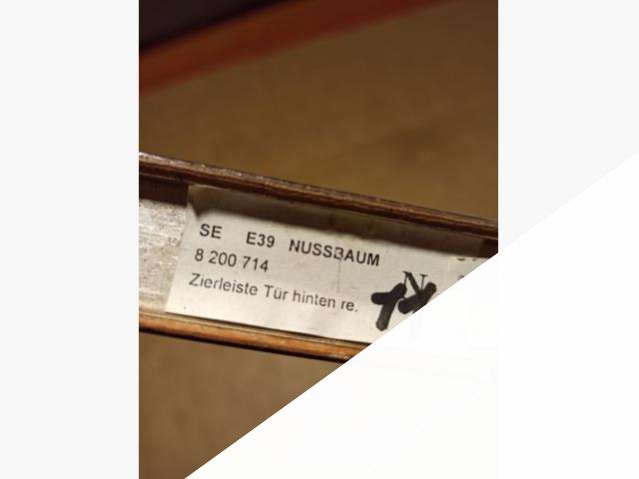 SE E39 NUSSBAUM
8 200 714
N
Zierleiste Tür hinten re.